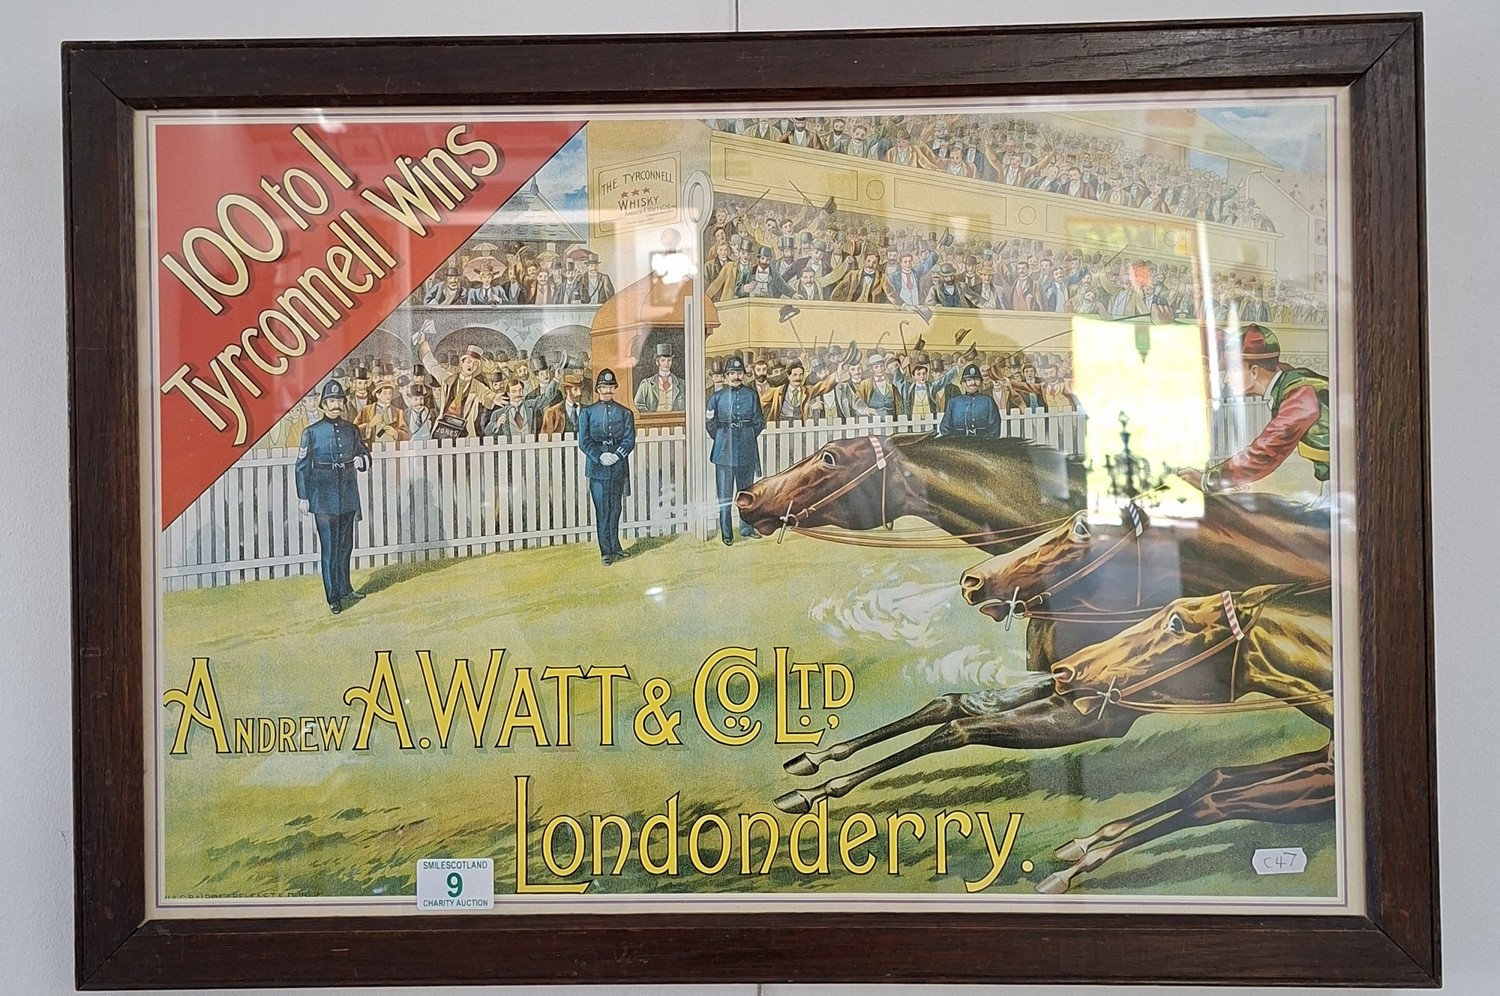 100 to 1
Tyrconnell Wins
THE TYRCONNELL
WHISKY
JONES
ANDREW A. WATT & CO., LTD.,
Londonderry.
SMILESCOTLAND
9
CHARITY AUCTION
C47